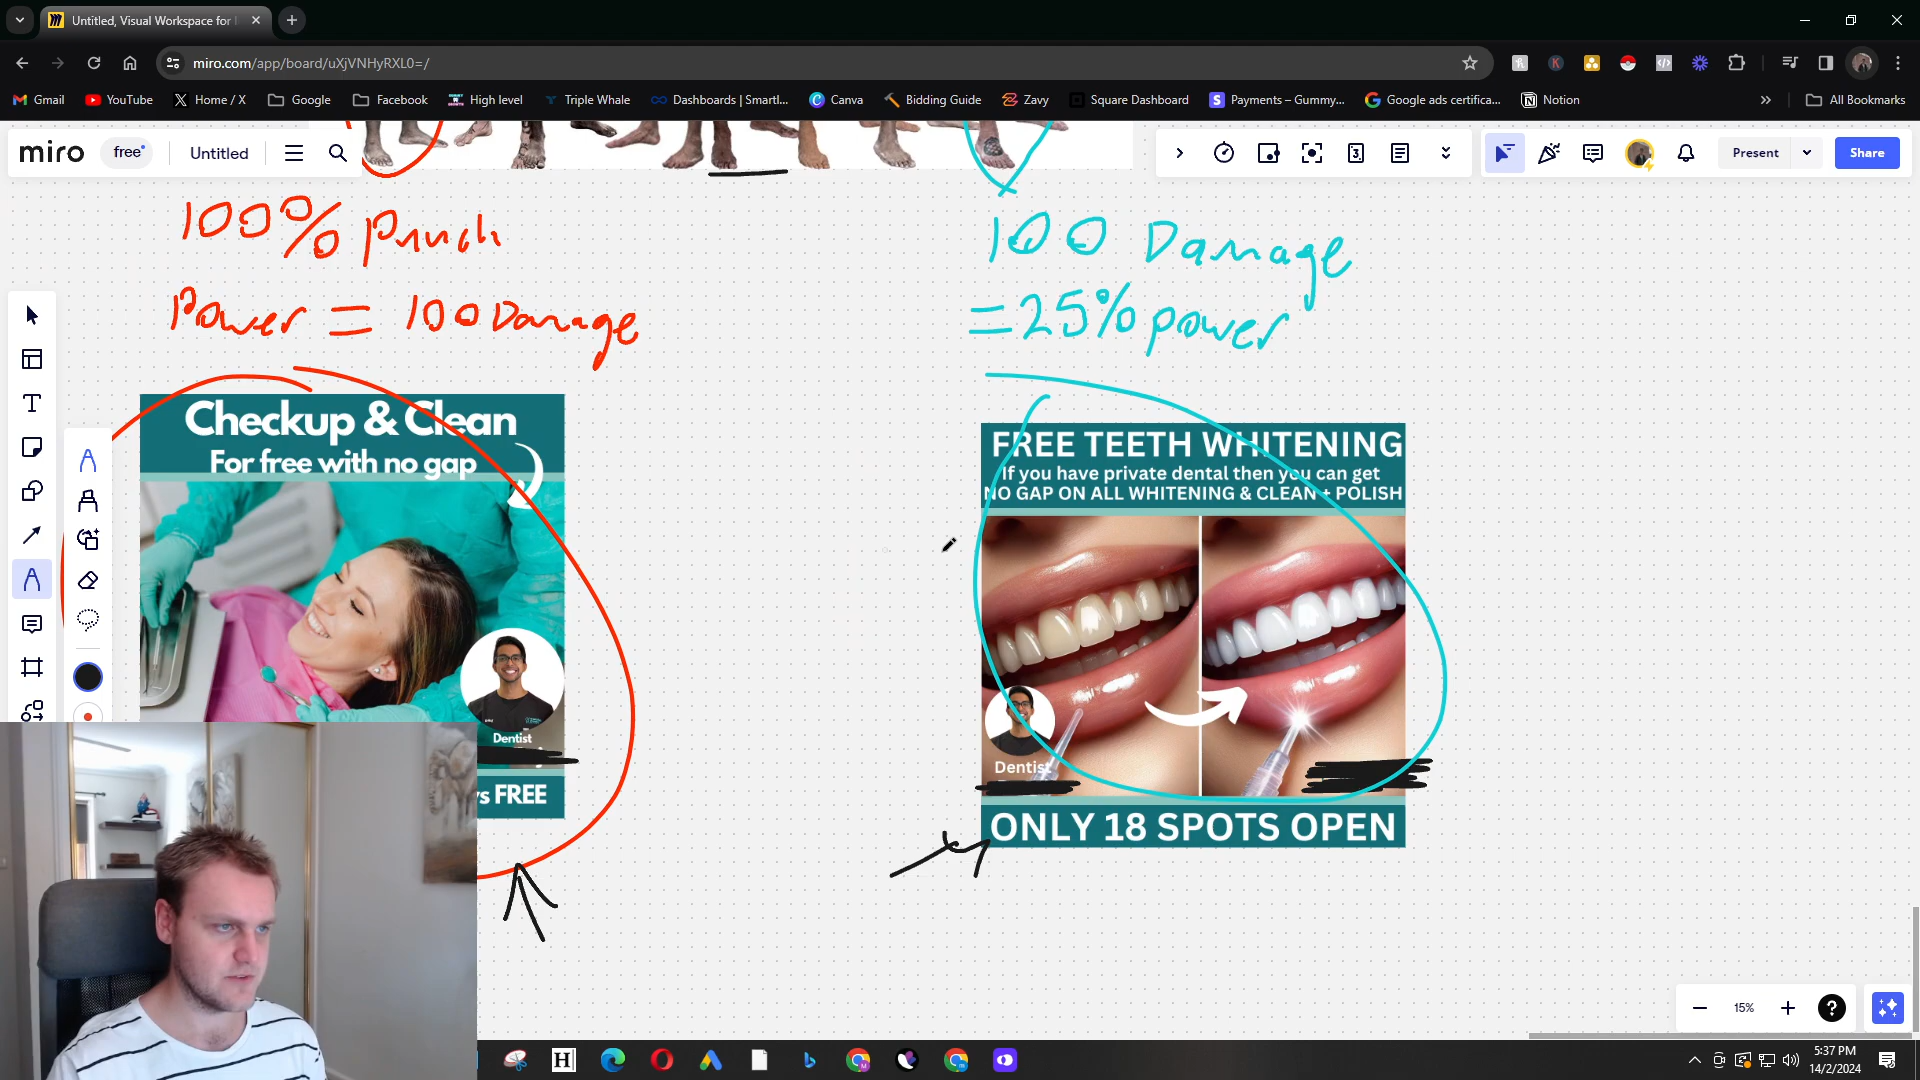 Untitled, Visual Workspace for
miro.com/app/board/uXjVNHyRXL0=/
Gmail YouTube Home / X Google Facebook High level Triple Whale Dashboards | Smartl... Canva Bidding Guide Zavy Square Dashboard Payments – Gummy... Google ads certifica... Notion » All Bookmarks
miro free Untitled Present Share
100% Punch
Power = 100 Damage
100 Damage
= 25% power
Checkup & Clean
For free with no gap
Dentist
FREE
FREE TEETH WHITENING
If you have private dental then you can get
NO GAP ON ALL WHITENING & CLEAN + POLISH
Dentist
ONLY 18 SPOTS OPEN
15%
5:37 PM
14/2/2024